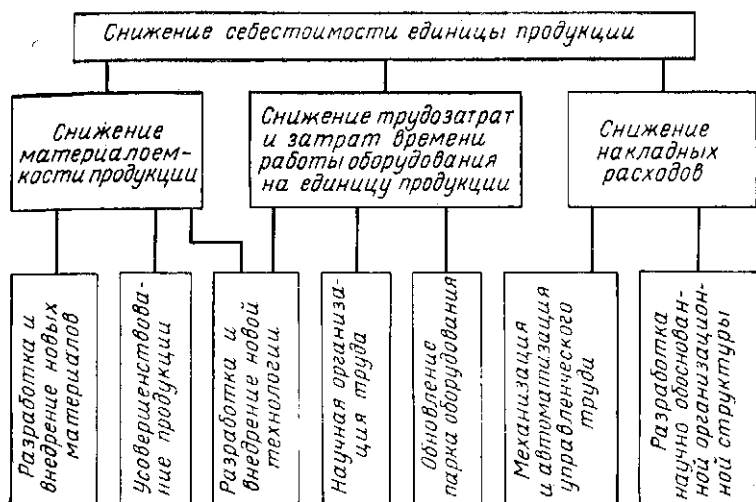 Снижение себестоимости единицы продукции
Снижение
материалоем-
кости продукции
Снижение трудозатрат
и затрат времени
работы оборудования
на единицу продукции
Снижение
накладных
расходов
Разработка и
внедрение новых
материалов
Усовершенствова-
ние продукции
Разработка и
внедрение новой
технологии.
Научная организа-
ция труда
Обновление
парка оборудования
Механизация
и автоматизация
управленческого
труди
Разработка
научно обоснован-
ной организацион-
ной структуры